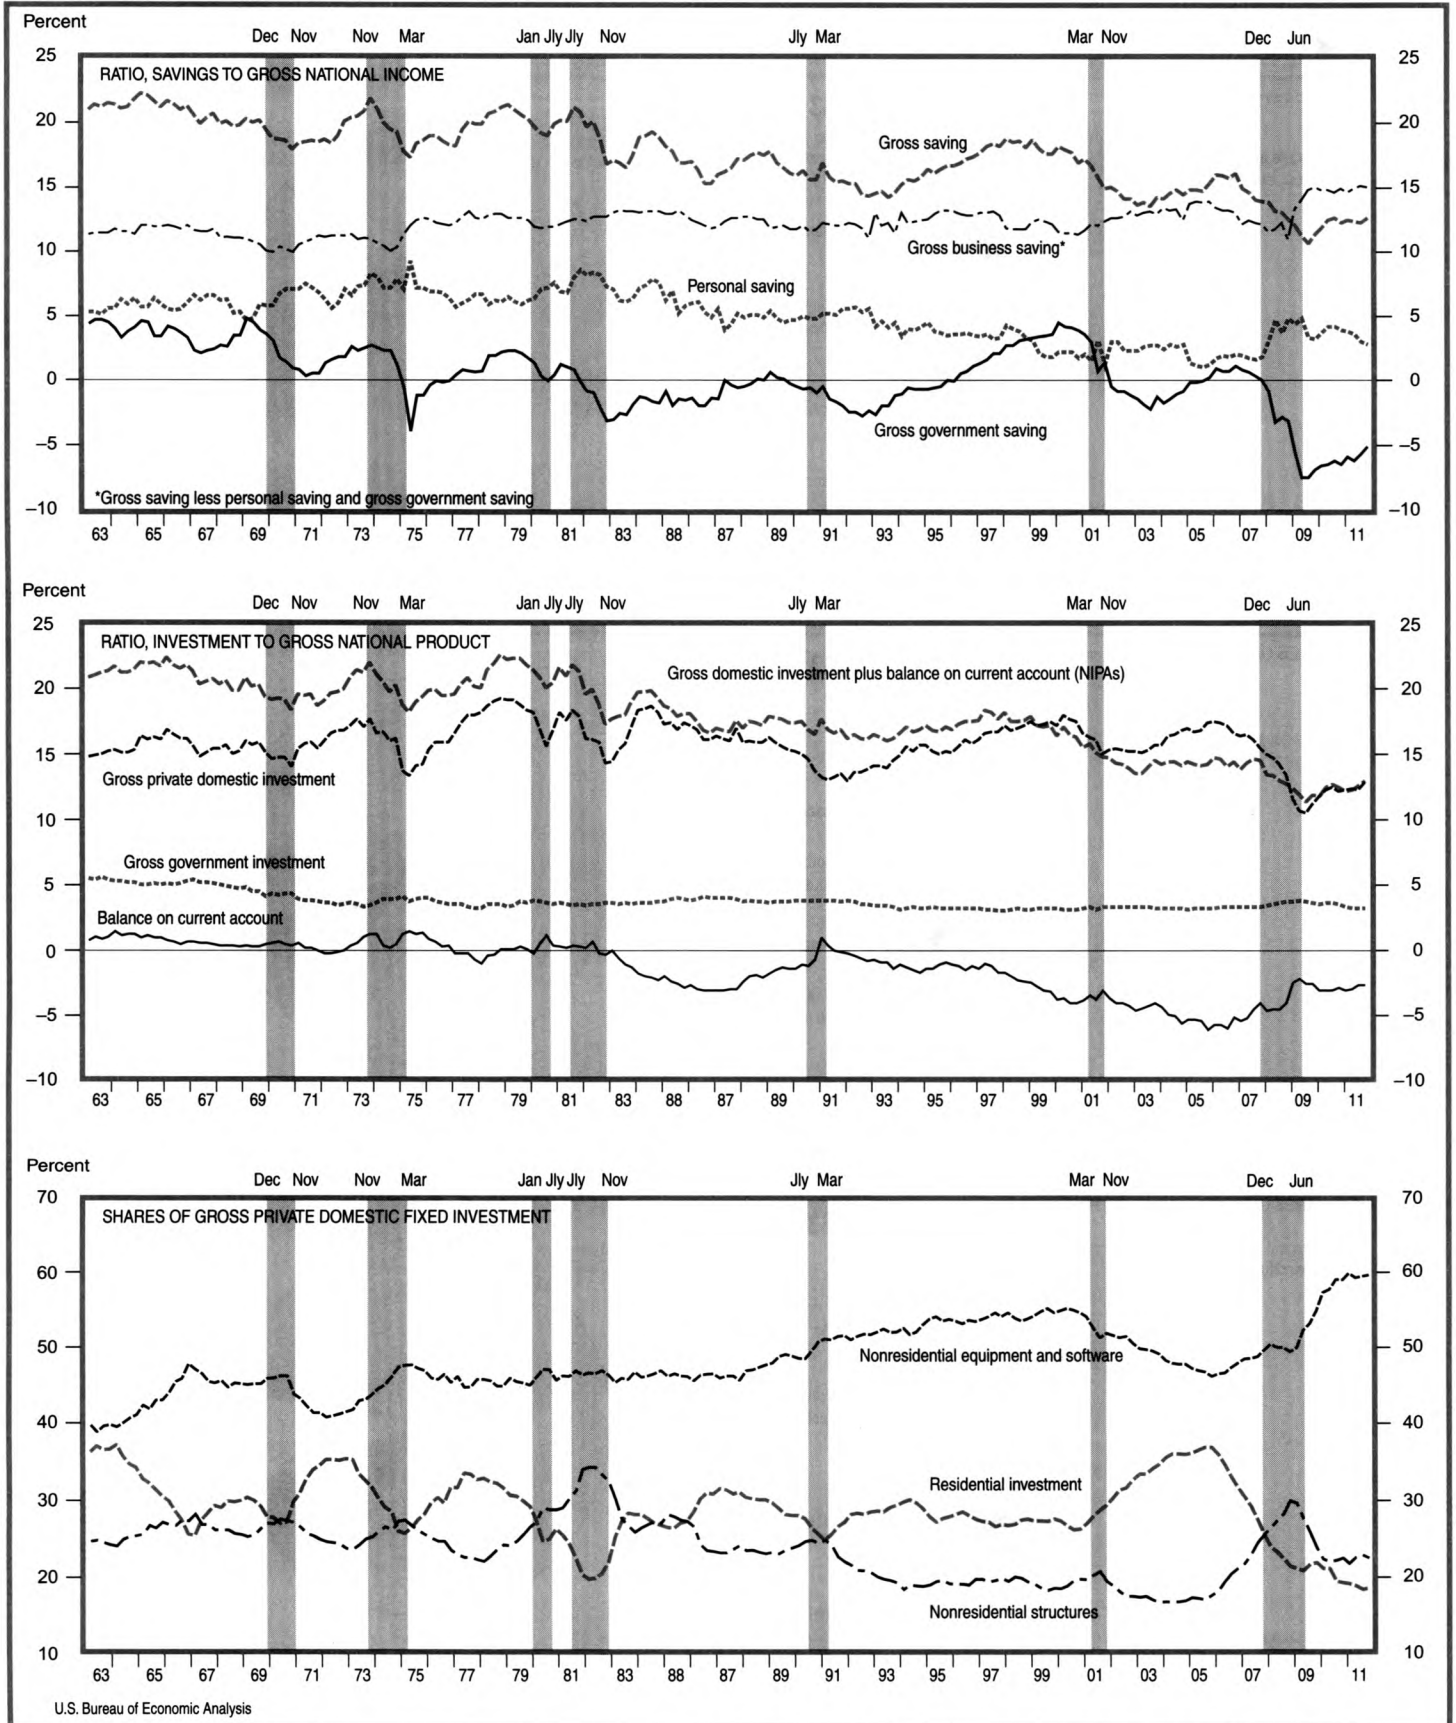 Percent
Dec Nov Nov Mar Jan Jly Jly Nov Jly Mar Mar Nov Dec Jun
25 25
RATIO, SAVINGS TO GROSS NATIONAL INCOME
20 20
Gross saving
15 15
10 Gross business saving* 10
Personal saving
5 5
0 0
Gross government saving
–5 –5
*Gross saving less personal saving and gross government saving
–10 –10
63 65 67 69 71 73 75 77 79 81 83 85 87 89 91 93 95 97 99 01 03 05 07 09 11
Percent
Dec Nov Nov Mar Jan Jly Jly Nov Jly Mar Mar Nov Dec Jun
25 25
RATIO, INVESTMENT TO GROSS NATIONAL PRODUCT
Gross domestic investment plus balance on current account (NIPAs)
20 20
15 15
Gross private domestic investment
10 10
Gross government investment
5 5
Balance on current account
0 0
–5 –5
–10 –10
63 65 67 69 71 73 75 77 79 81 83 88 87 89 91 93 95 97 99 01 03 05 07 09 11
Percent
Dec Nov Nov Mar Jan Jly Jly Nov Jly Mar Mar Nov Dec Jun
70 70
SHARES OF GROSS PRIVATE DOMESTIC FIXED INVESTMENT
60 60
50 50
Nonresidential equipment and software
40 40
Residential investment
30 30
20 20
Nonresidential structures
10 10
63 65 67 69 71 73 75 77 79 81 83 88 87 89 91 93 95 97 99 01 03 05 07 09 11
U.S. Bureau of Economic Analysis